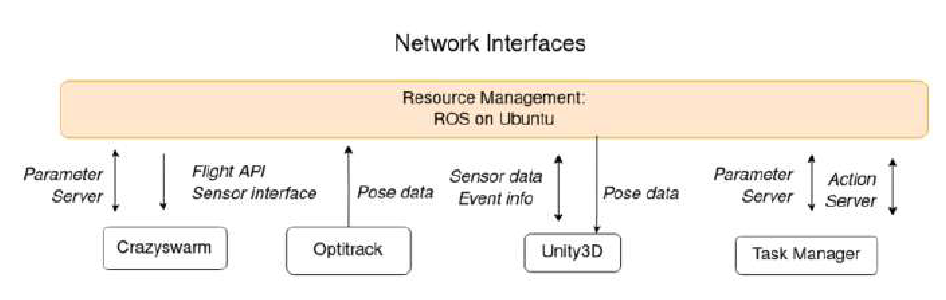 Network Interfaces
Resource Management:
ROS on Ubuntu
Parameter
Server
Flight API
Sensor interface
Pose data
Sensor data
Event info
Pose data
Parameter
Server
Action
Server
Crazyswarm
Optitrack
Unity3D
Task Manager